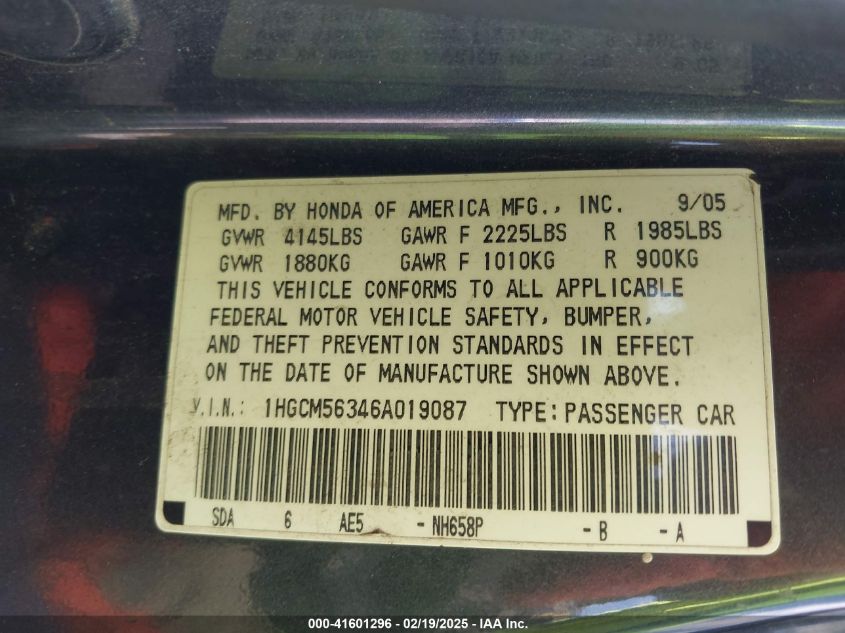 MFD. BY HONDA OF AMERICA MFG., INC. 9/05
GVWR 4145LBS GAWR F 2225LBS R 1985LBS
GVWR 1880KG GAWR F 1010KG R 900KG
THIS VEHICLE CONFORMS TO ALL APPLICABLE
FEDERAL MOTOR VEHICLE SAFETY, BUMPER,
AND THEFT PREVENTION STANDARDS IN EFFECT
ON THE DATE OF MANUFACTURE SHOWN ABOVE.
V.I.N.: 1HGCM56346A019087 TYPE:PASSENGER CAR
SDA 6 AE5 -NH658P -B -A
000-41601296 - 02/19/2025 - IAA Inc.